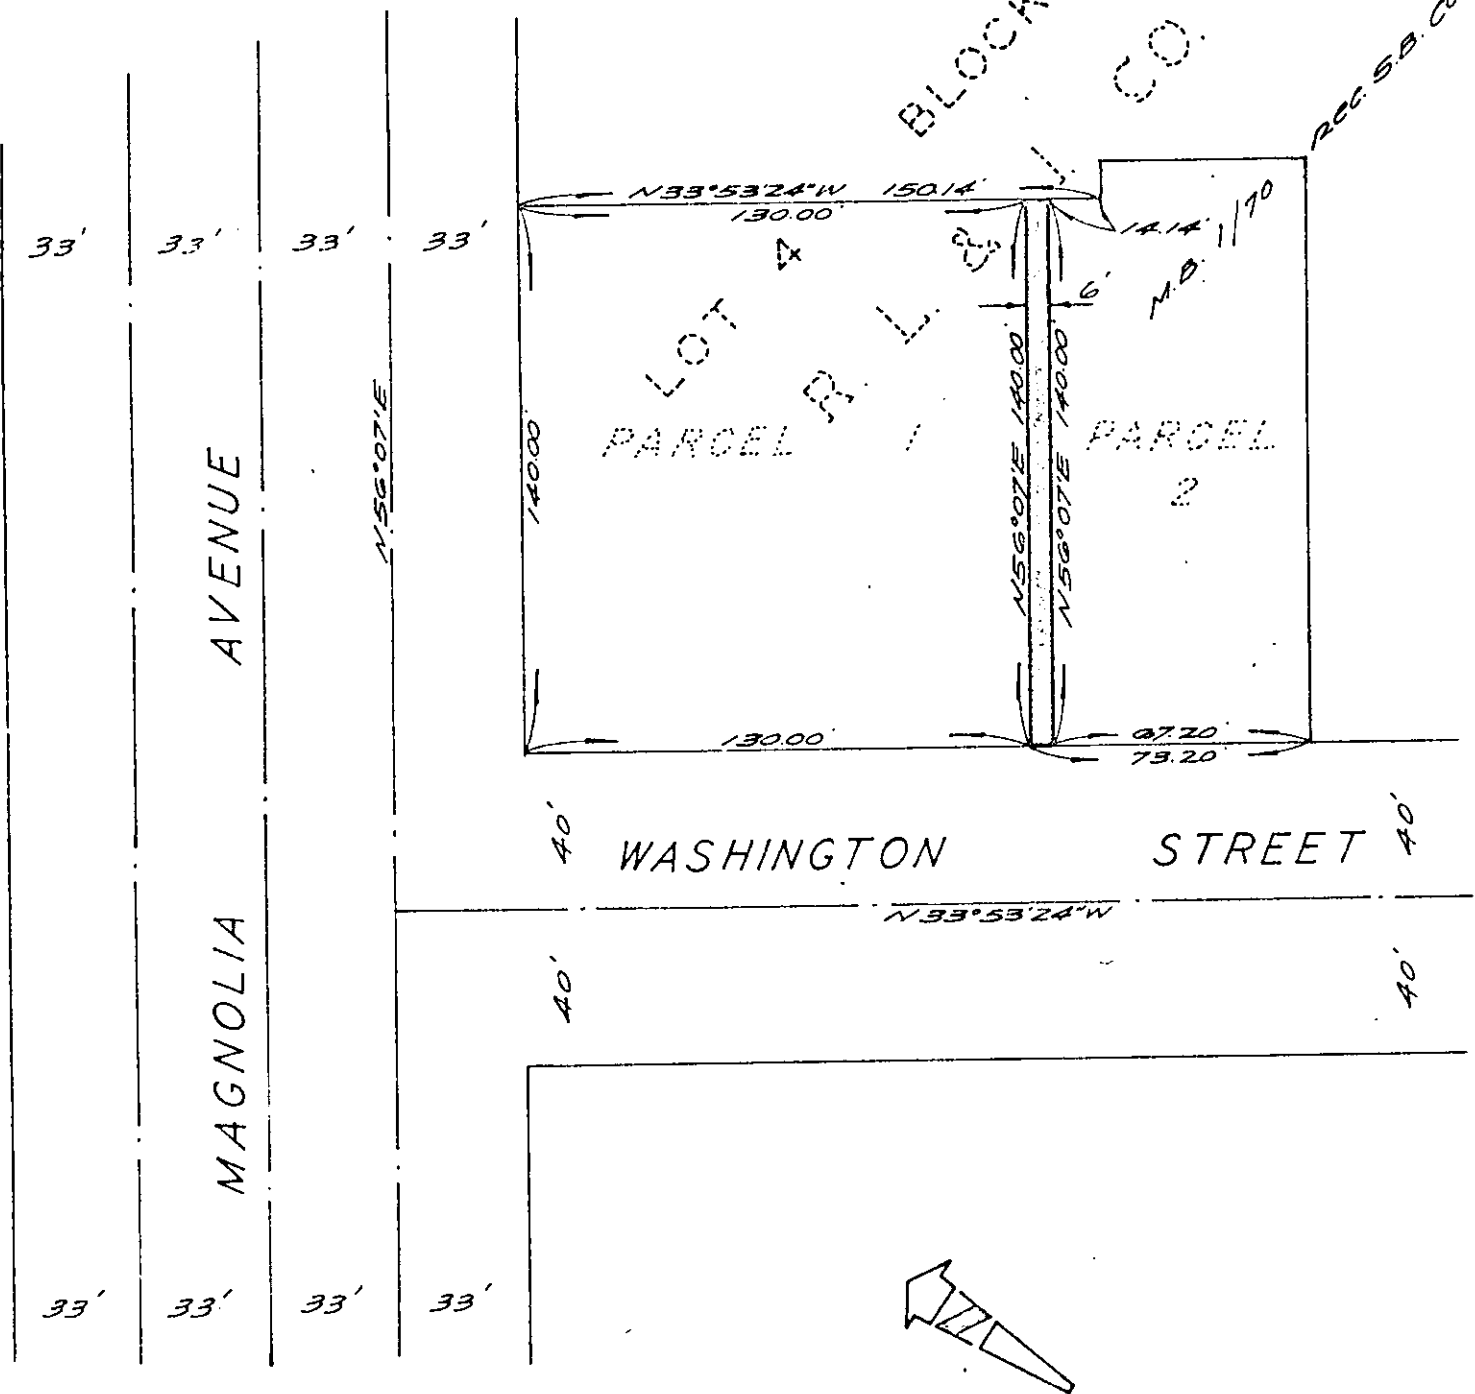 BLOCK
CO.
REC. S.B. CO
N33°53'24"W 150.14'
130.00'
14.14'
M.B. 1/70
33' 33' 33' 33'
LOT 4
&
R. L. & I.
6'
N56°07'E
140.00
N56°07'E 140.00'
N56°07'E 140.00'
PARCEL 1
PARCEL
2
AVENUE
130.00'
67.20'
73.20'
40' 40'
WASHINGTON STREET
N33°53'24"W
40' 40'
MAGNOLIA
33' 33' 33' 33'